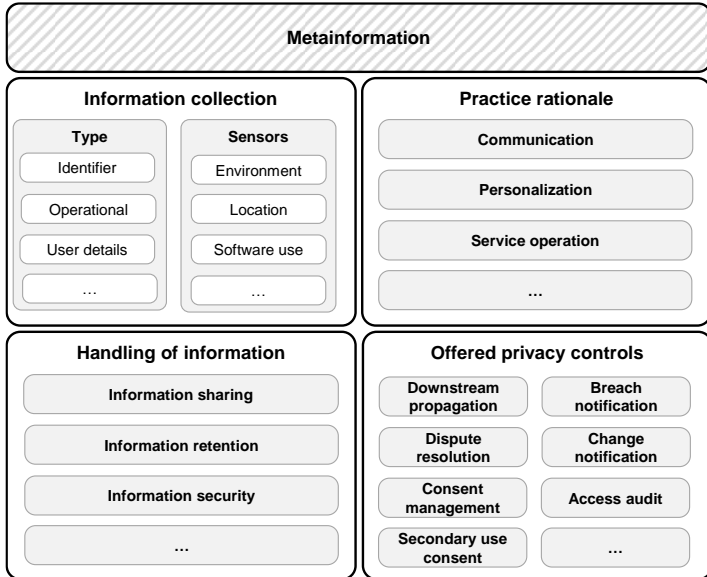 Metainformation
Information collection
Type
Identifier
Operational
User details
…
Sensors
Environment
Location
Software use
…
Practice rationale
Communication
Personalization
Service operation
…
Handling of information
Information sharing
Information retention
Information security
…
Offered privacy controls
Downstream
propagation
Breach
notification
Dispute
resolution
Change
notification
Consent
management
Access audit
Secondary use
consent
…